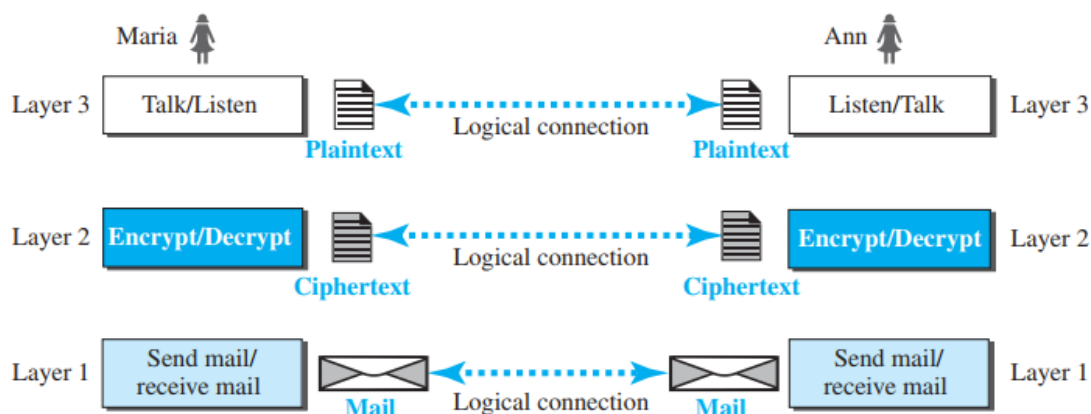 Maria
Ann
Layer 3
Talk/Listen
Logical connection
Listen/Talk
Layer 3
Plaintext
Plaintext
Layer 2
Encrypt/Decrypt
Logical connection
Encrypt/Decrypt
Layer 2
Ciphertext
Ciphertext
Layer 1
Send mail/
receive mail
Logical connection
Send mail/
receive mail
Layer 1
Mail
Mail